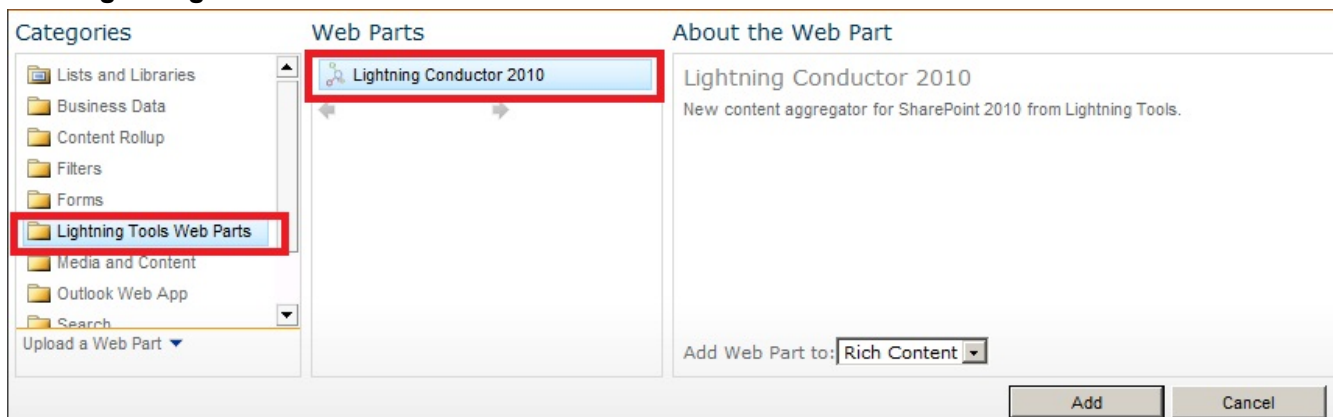 Categories
Lists and Libraries
Business Data
Content Rollup
Filters
Forms
Lightning Tools Web Parts
Media and Content
Outlook Web App
Search
Upload a Web Part
Web Parts
Lightning Conductor 2010
About the Web Part
Lightning Conductor 2010
New content aggregator for SharePoint 2010 from Lightning Tools.
Add Web Part to: Rich Content
Add Cancel